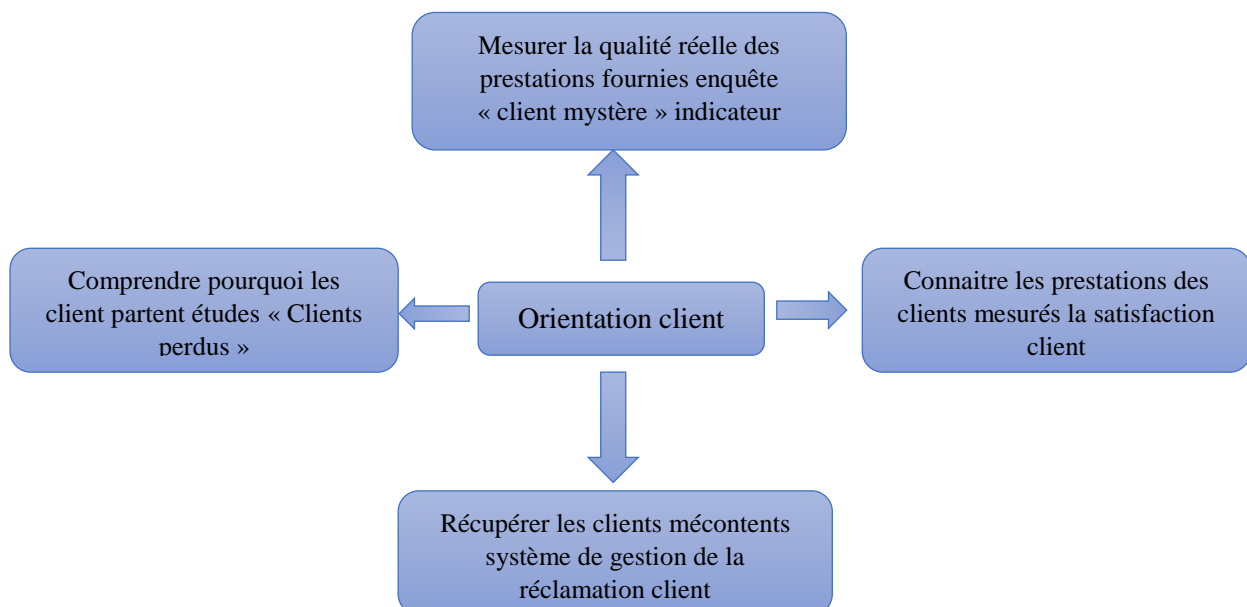 Mesurer la qualité réelle des
prestations fournies enquête
« client mystère » indicateur
Comprendre pourquoi les
client partent études « Clients
perdus »
Orientation client
Connaitre les prestations des
clients mesurés la satisfaction
client
Récupérer les clients mécontents
système de gestion de la
réclamation client